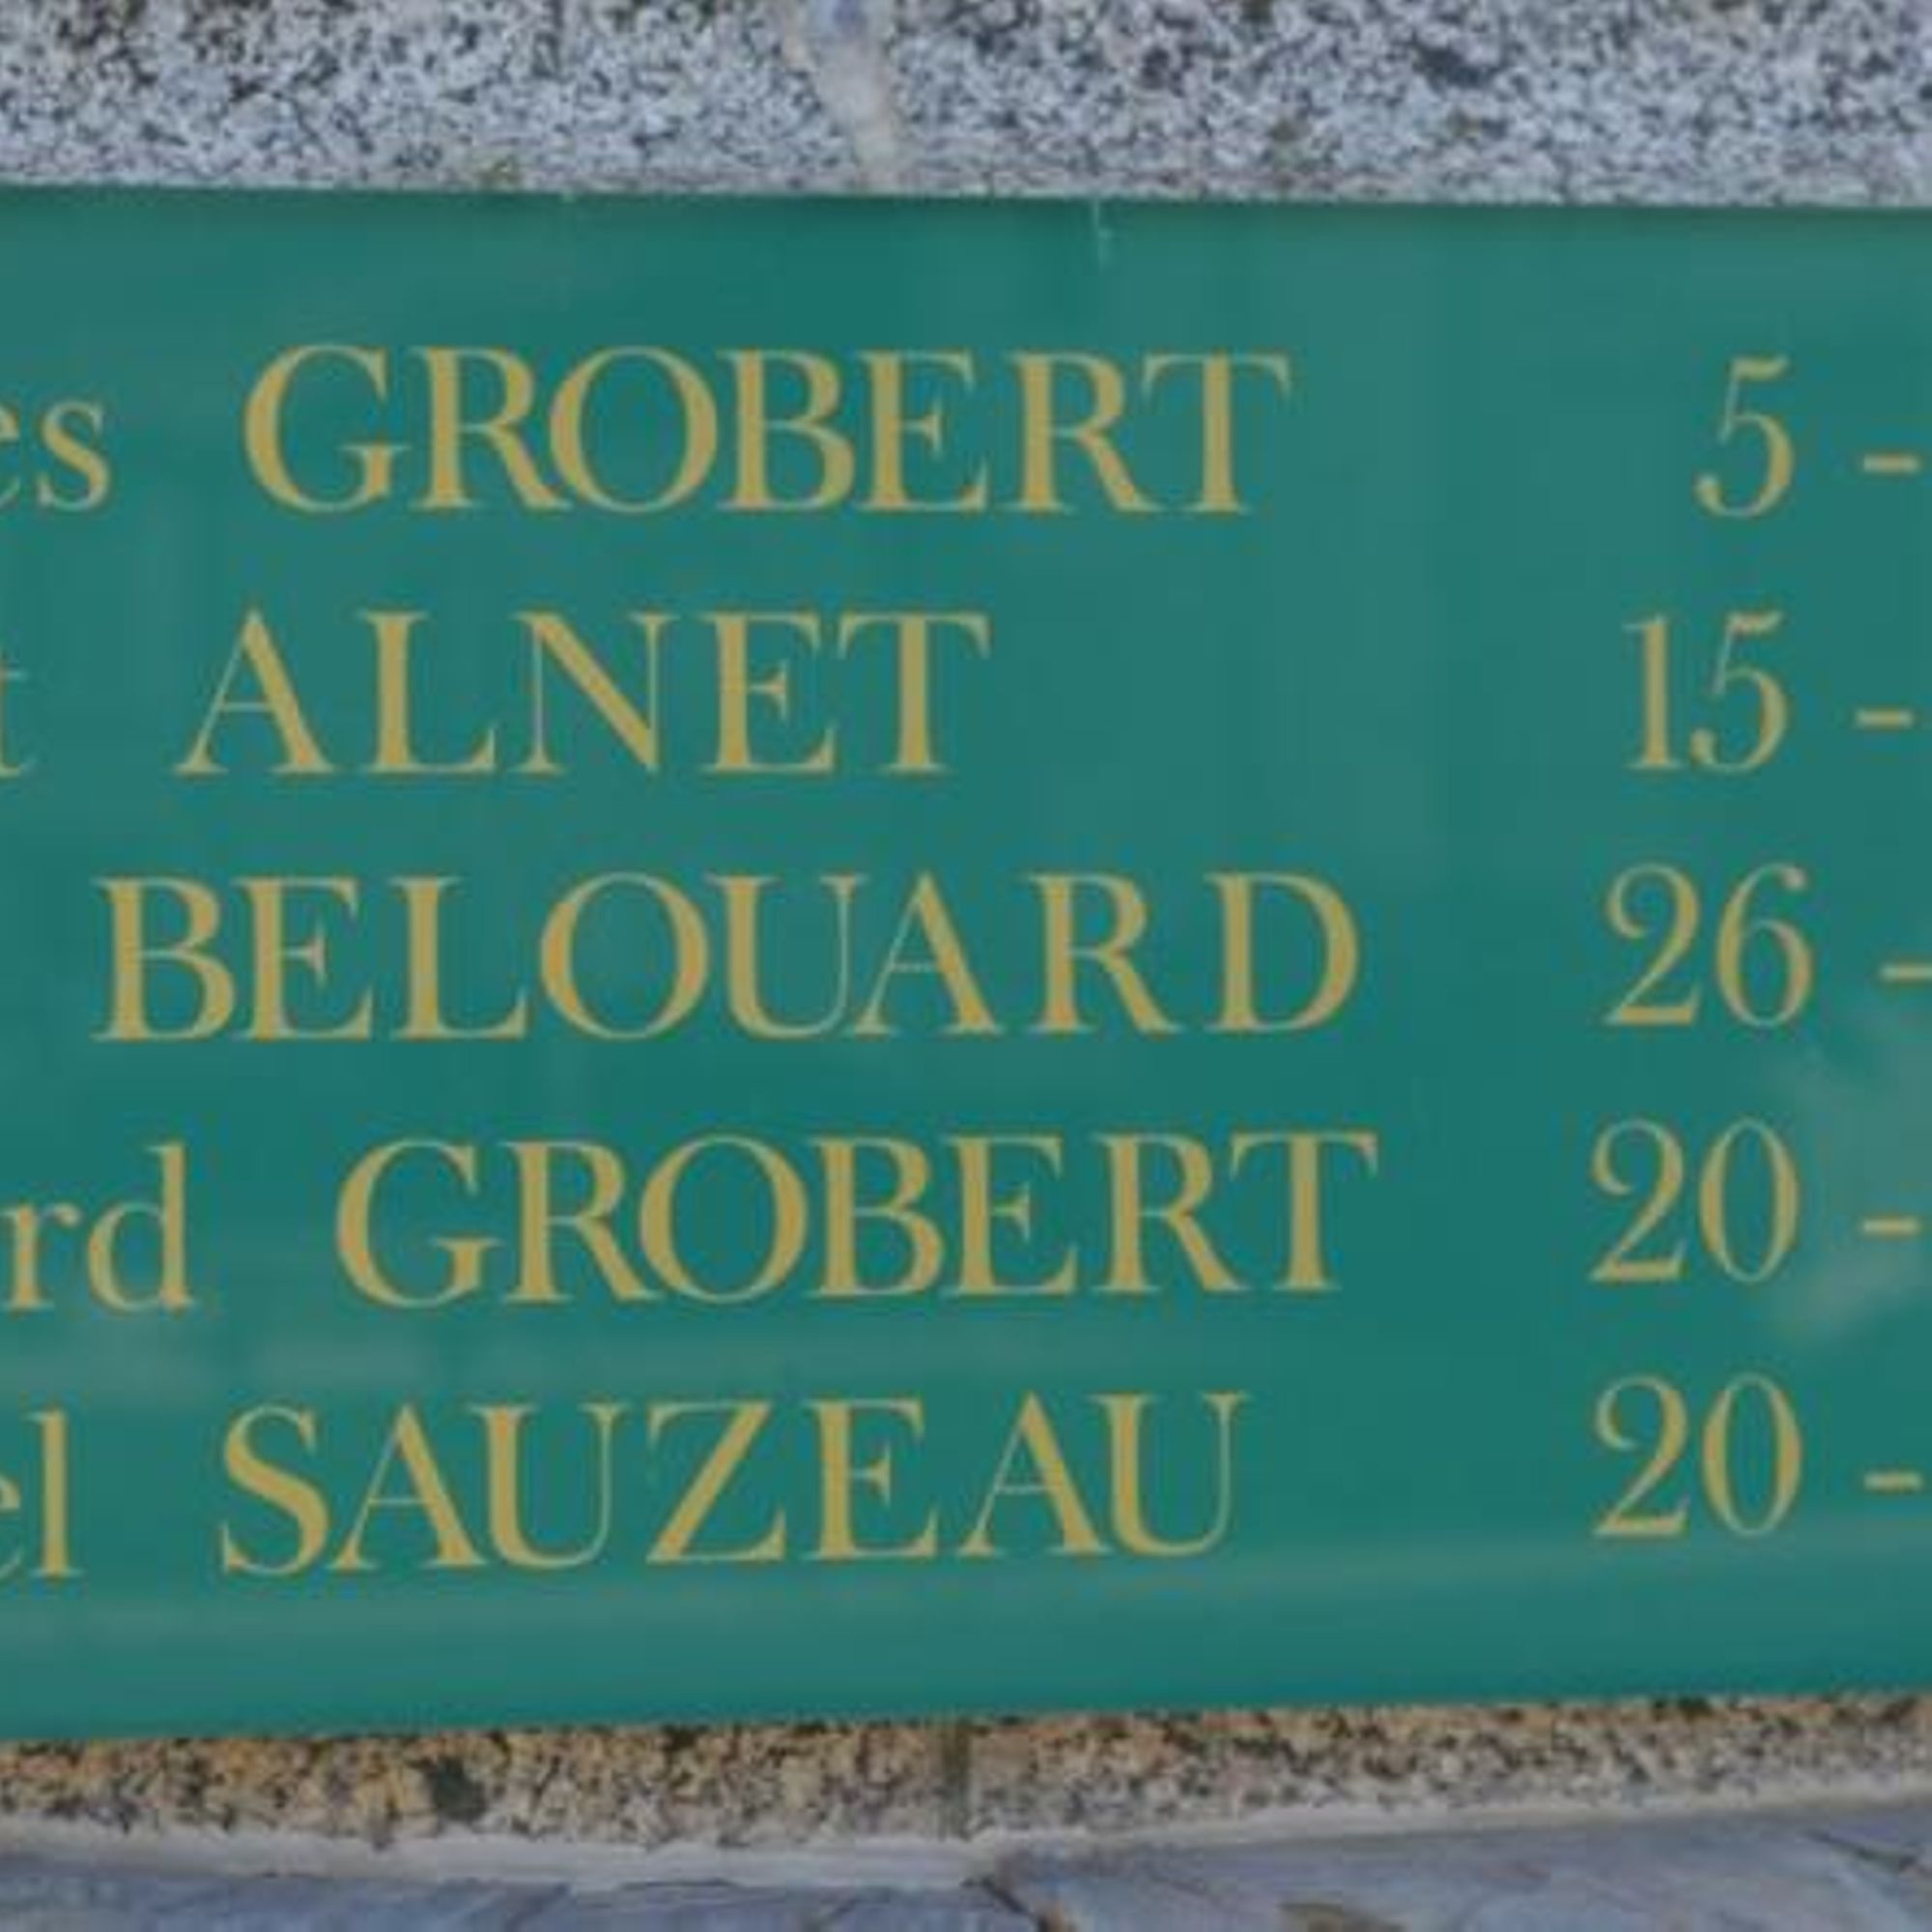 es GROBERT 5 -
t ALNET 15 -
BELOUARD 26 -
rd GROBERT 20 -
el SAUZEAU 20 -